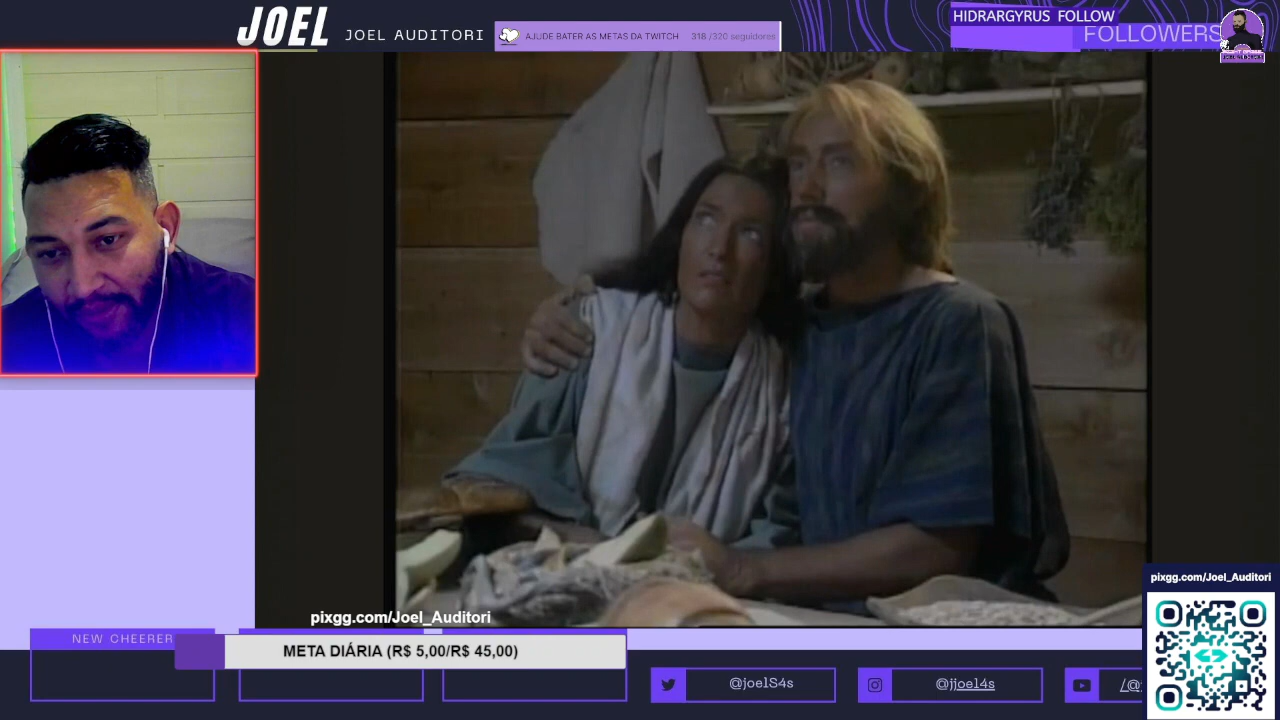 JOEL
JOEL AUDITORI
AJUDE BATER AS METAS DA TWITCH 318 /320 seguidores
HIDRARGYRUS FOLLOW
FOLLOWERS
pixgg.com/Joel_Auditori
pixgg.com/Joel_Auditori
NEW CHEERER
META DIÁRIA (R$ 5,00/R$ 45,00)
@joelS4s
@jjoel4s
/@